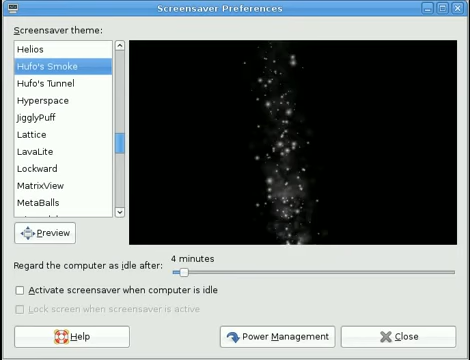 Screensaver Preferences
Screensaver theme:
Helios
Hufo's Smoke
Hufo's Tunnel
Hyperspace
JigglyPuff
Lattice
LavaLite
Lockward
MatrixView
MetaBalls
Preview
4 minutes
Regard the computer as idle after:
Activate screensaver when computer is idle
Lock screen when screensaver is active
Help
Power Management
Close